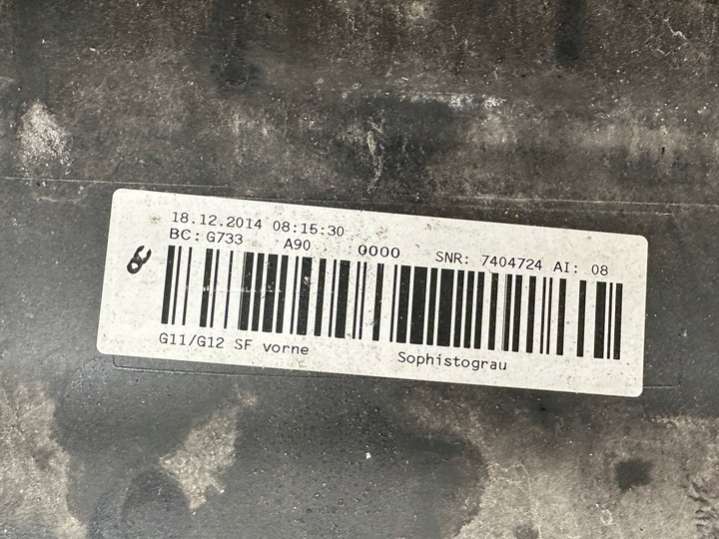 18.12.2014 08:15:30
BC: G733 A90 0000 SNR: 7404724 AI: 08
G11/G12 SF vorne Sophistograu